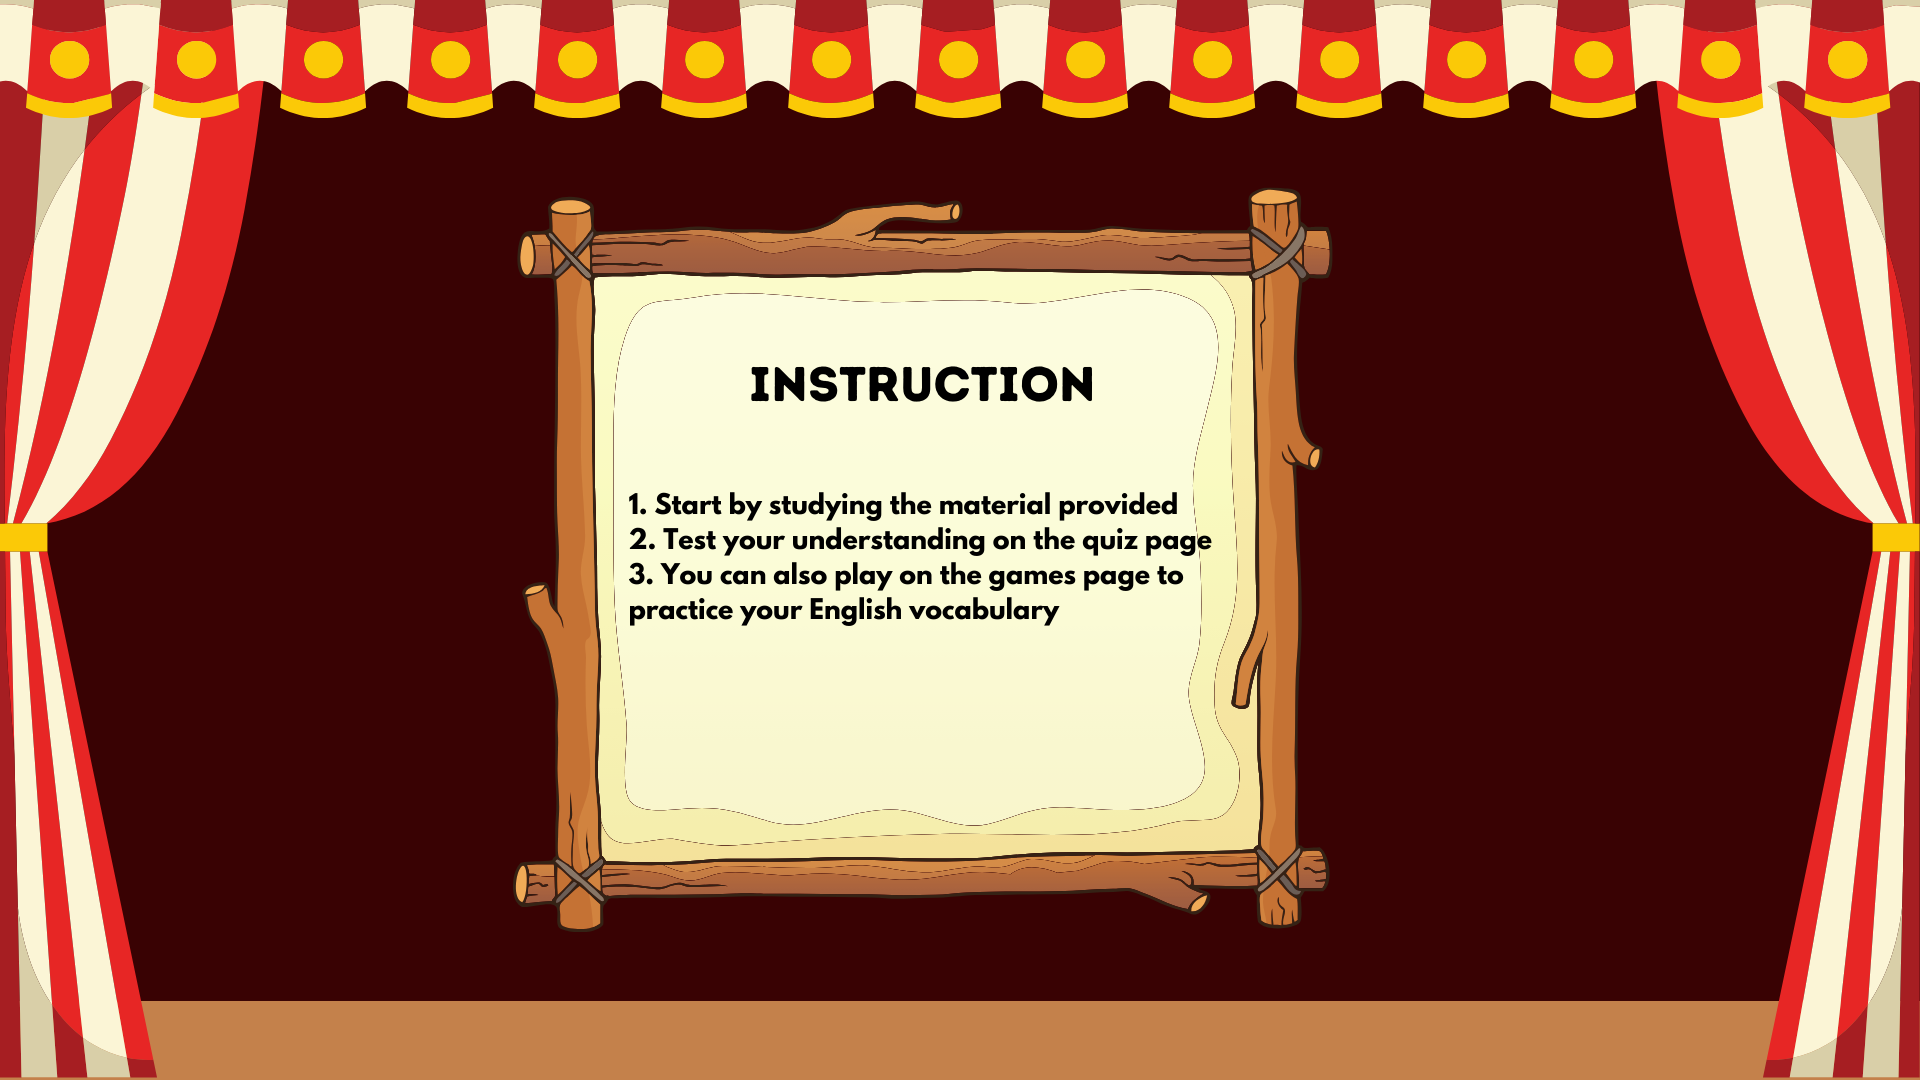 INSTRUCTION
1. Start by studying the material provided
2. Test your understanding on the quiz page
3. You can also play on the games page to
practice your English vocabulary